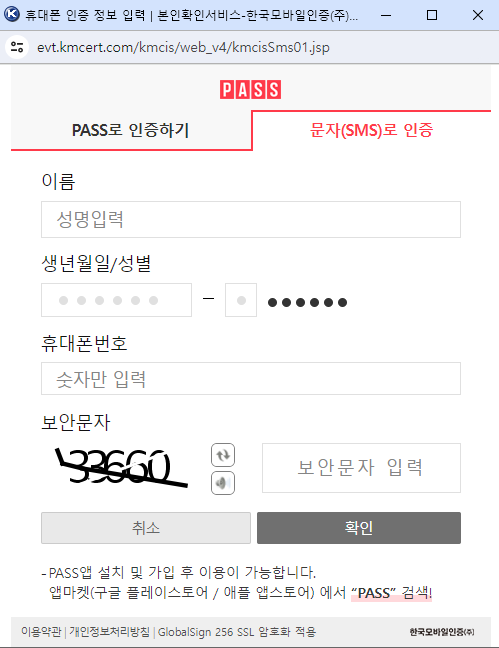 휴대폰 인증 정보 입력 | 본인확인서비스-한국모바일인증(주)...
evt.kmcert.com/kmcis/web_v4/kmcisSms01.jsp
PASS
PASS로 인증하기
문자(SMS)로 인증
이름
성명입력
생년월일/성별
휴대폰번호
숫자만 입력
보안문자
33660
보안문자 입력
취소
확인
-PASS앱 설치 및 가입 후 이용이 가능합니다.
앱마켓(구글 플레이스토어 / 애플 앱스토어) 에서 “PASS” 검색!
이용약관 | 개인정보처리방침 | GlobalSign 256 SSL 암호화 적용
한국모바일인증(주)